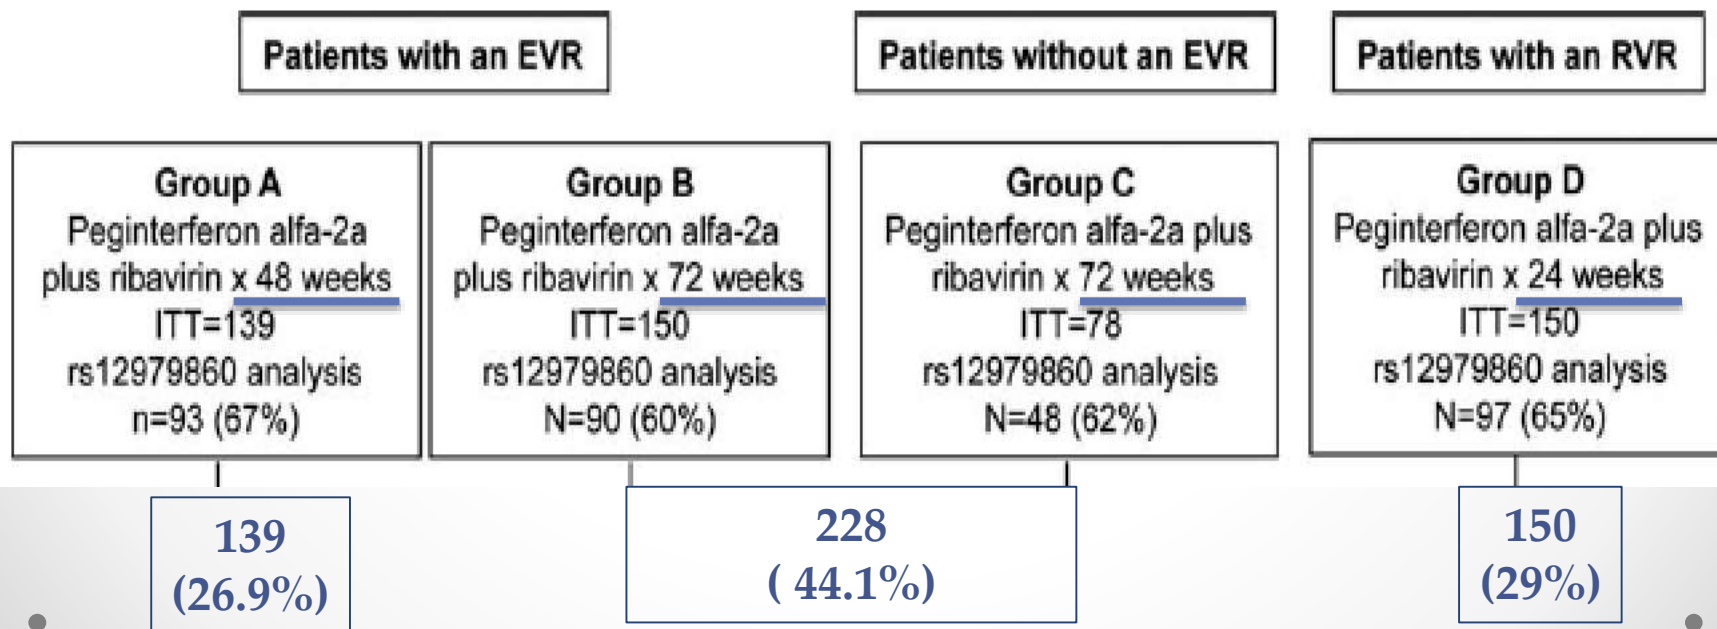 Patients with an EVR
Patients without an EVR
Patients with an RVR
Group A
Peginterferon alfa-2a
plus ribavirin x 48 weeks
ITT=139
rs12979860 analysis
n=93 (67%)
Group B
Peginterferon alfa-2a
plus ribavirin x 72 weeks
ITT=150
rs12979860 analysis
N=90 (60%)
Group C
Peginterferon alfa-2a plus
ribavirin x 72 weeks
ITT=78
rs12979860 analysis
N=48 (62%)
Group D
Peginterferon alfa-2a plus
ribavirin x 24 weeks
ITT=150
rs12979860 analysis
N=97 (65%)
139
(26.9%)
228
( 44.1%)
150
(29%)